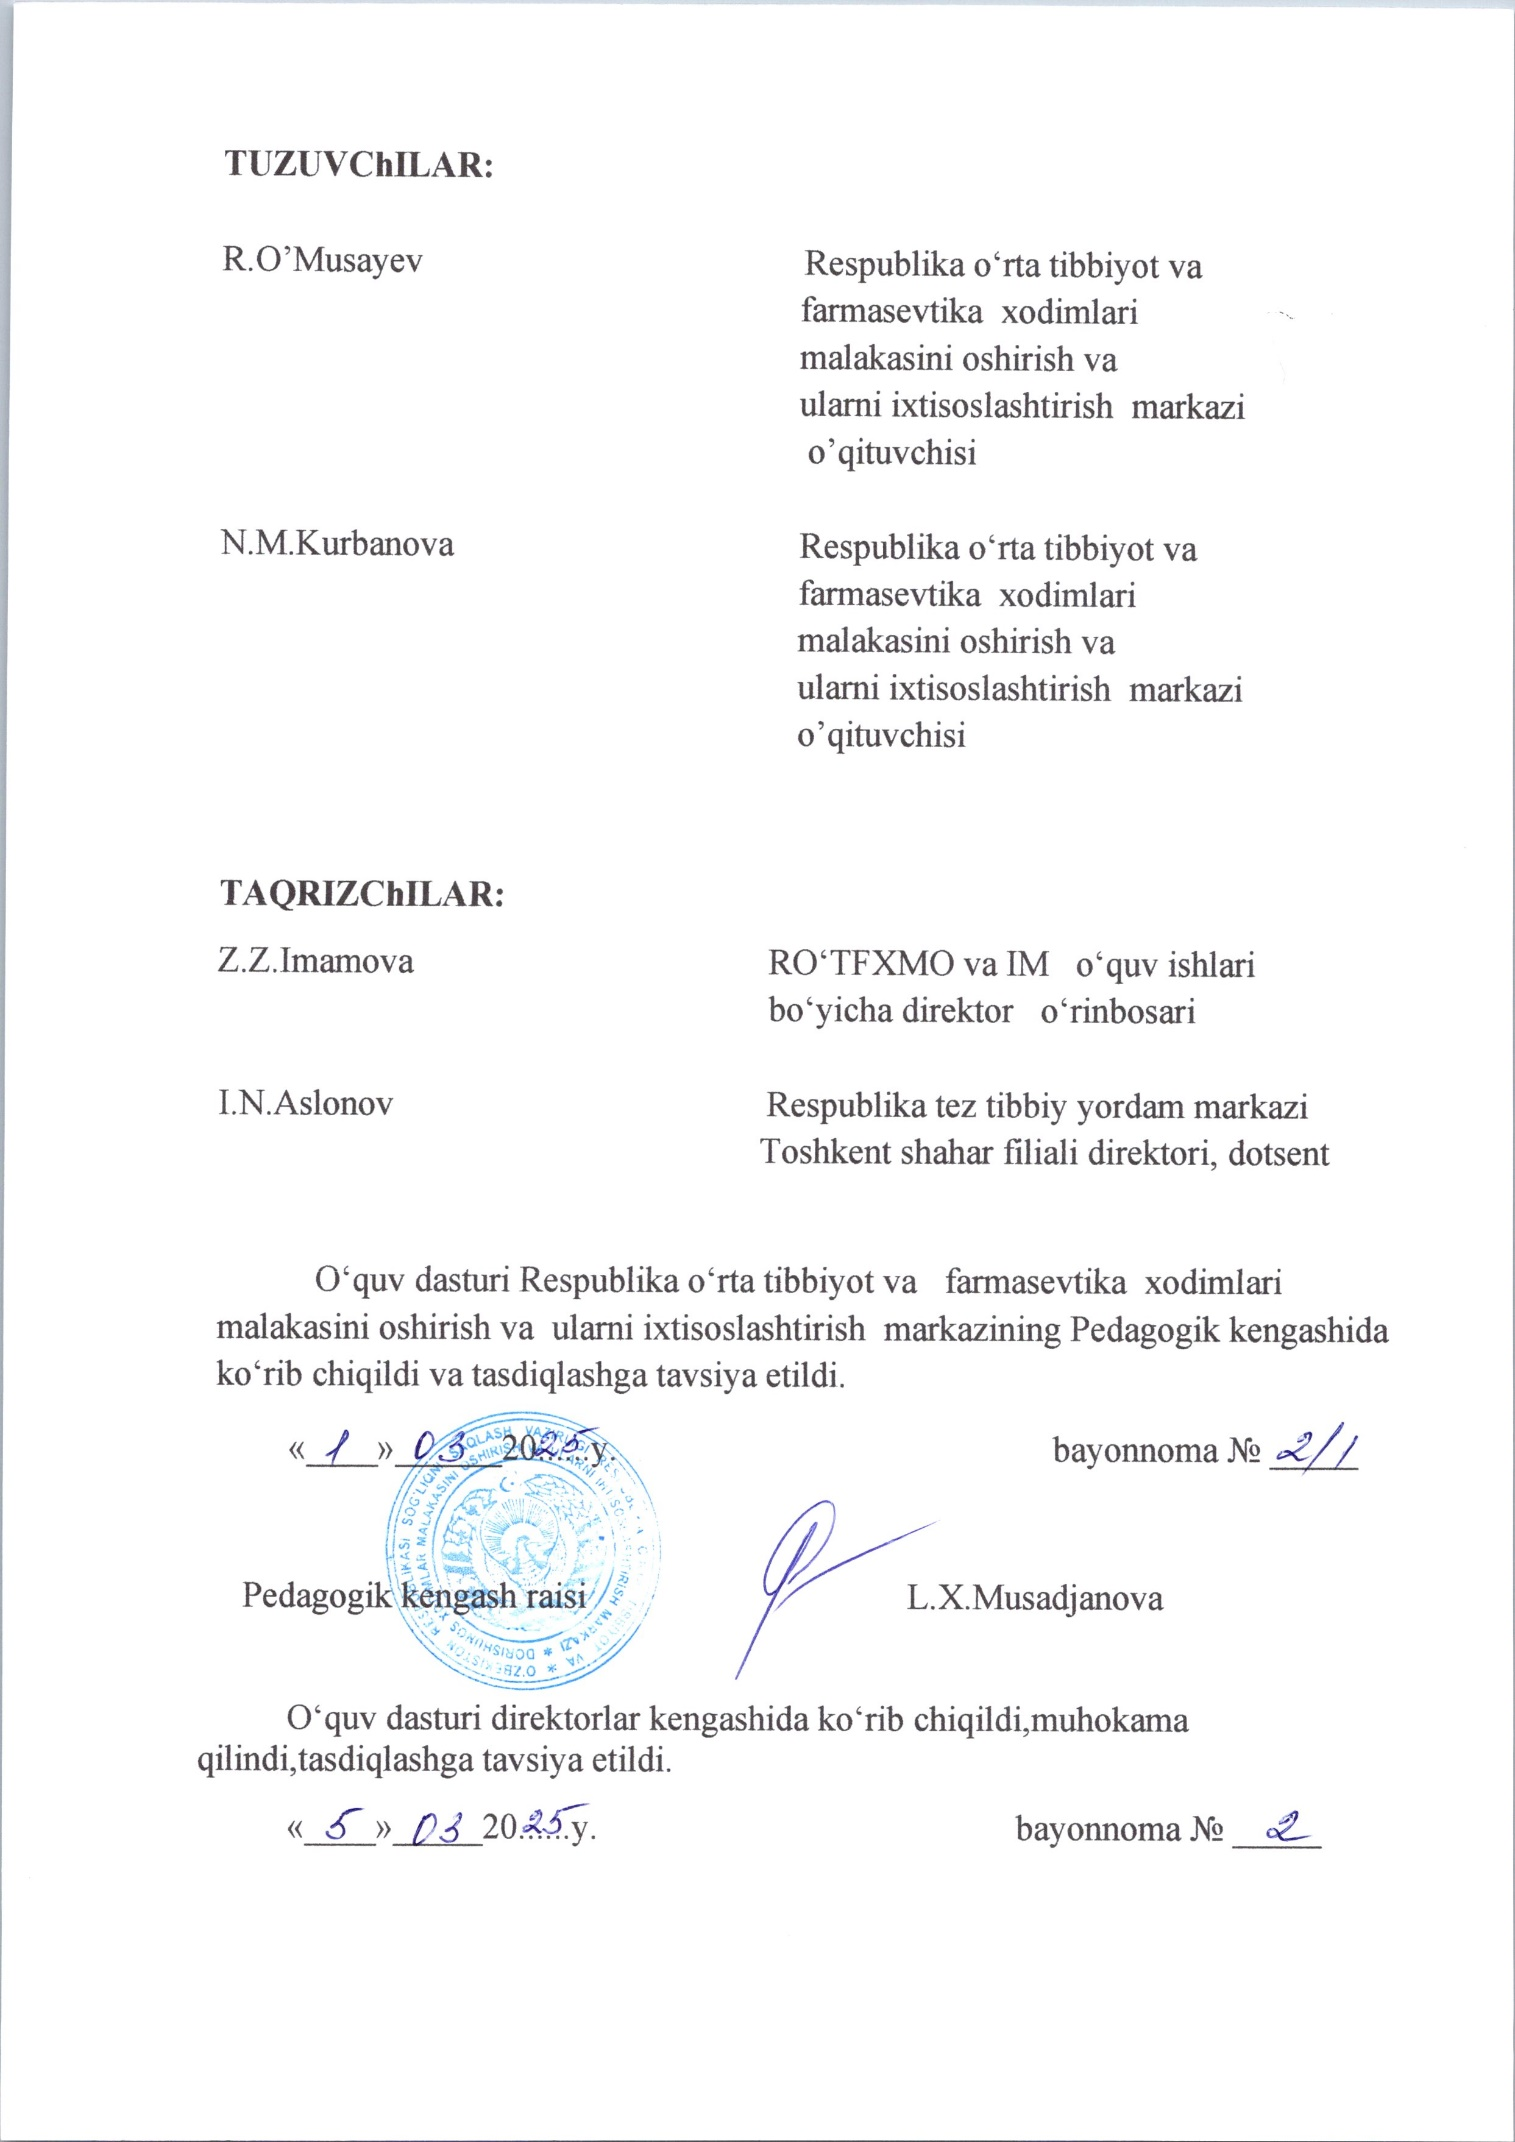 TUZUVChILAR:
R.O’Musayev
Respublika o‘rta tibbiyot va
farmasevtika xodimlari
malakasini oshirish va
ularni ixtisoslashtirish markazi
o’qituvchisi
N.M.Kurbanova
Respublika o‘rta tibbiyot va
farmasevtika xodimlari
malakasini oshirish va
ularni ixtisoslashtirish markazi
o’qituvchisi
TAQRIZChILAR:
Z.Z.Imamova
RO‘TFXMO va IM o‘quv ishlari
bo‘yicha direktor o‘rinbosari
I.N.Aslonov
Respublika tez tibbiy yordam markazi
Toshkent shahar filiali direktori, dotsent
O‘quv dasturi Respublika o‘rta tibbiyot va farmasevtika xodimlari
malakasini oshirish va ularni ixtisoslashtirish markazining Pedagogik kengashida
ko‘rib chiqildi va tasdiqlashga tavsiya etildi.
« 1 » 03 2025y. bayonnoma № 2/1
Pedagogik kengash raisi L.X.Musadjanova
O‘quv dasturi direktorlar kengashida ko‘rib chiqildi,muhokama
qilindi,tasdiqlashga tavsiya etildi.
« 5 » 03 2025y. bayonnoma № 2